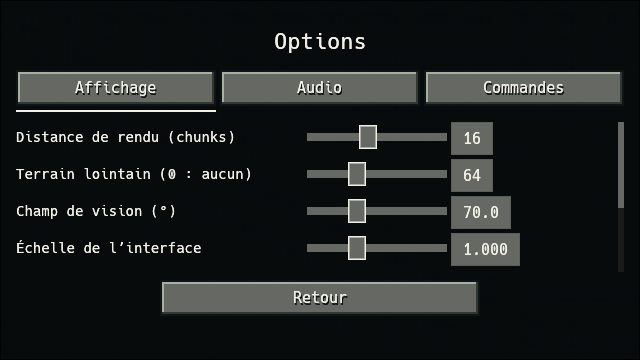 Options
Affichage Audio Commandes
Distance de rendu (chunks) 16
Terrain lointain (0 : aucun) 64
Champ de vision (°) 70.0
Échelle de l’interface 1.000
Retour